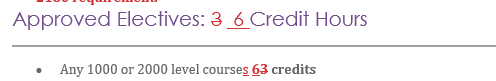 Approved Electives: 3 6 Credit Hours
• Any 1000 or 2000 level courses 63 credits